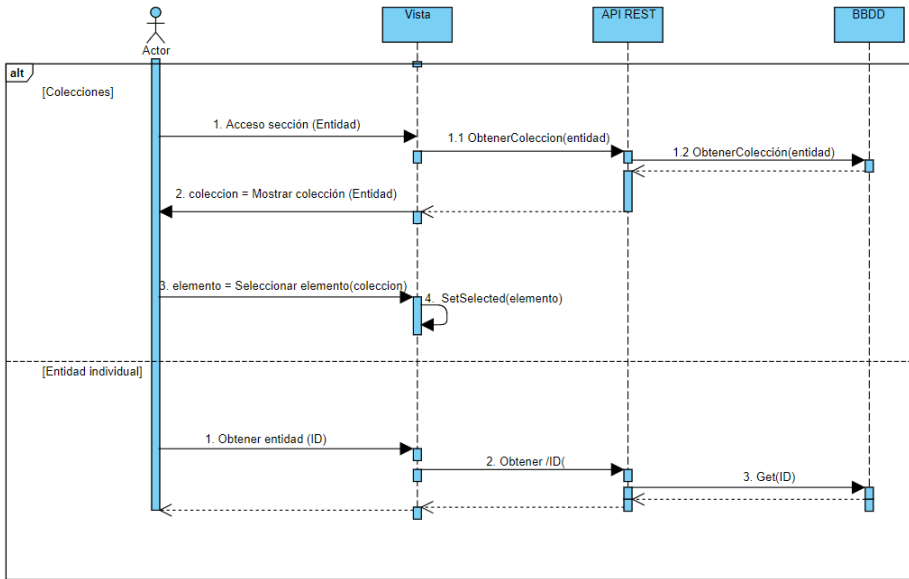 Actor
Vista
API REST
BBDD
alt
[Colecciones]
1. Acceso sección (Entidad)
1.1 ObtenerColeccion(entidad)
1.2 ObtenerColección(entidad)
2. coleccion = Mostrar colección (Entidad)
3. elemento = Seleccionar elemento(coleccion)
4. SetSelected(elemento)
[Entidad individual]
1. Obtener entidad (ID)
2. Obtener /ID(
3. Get(ID)